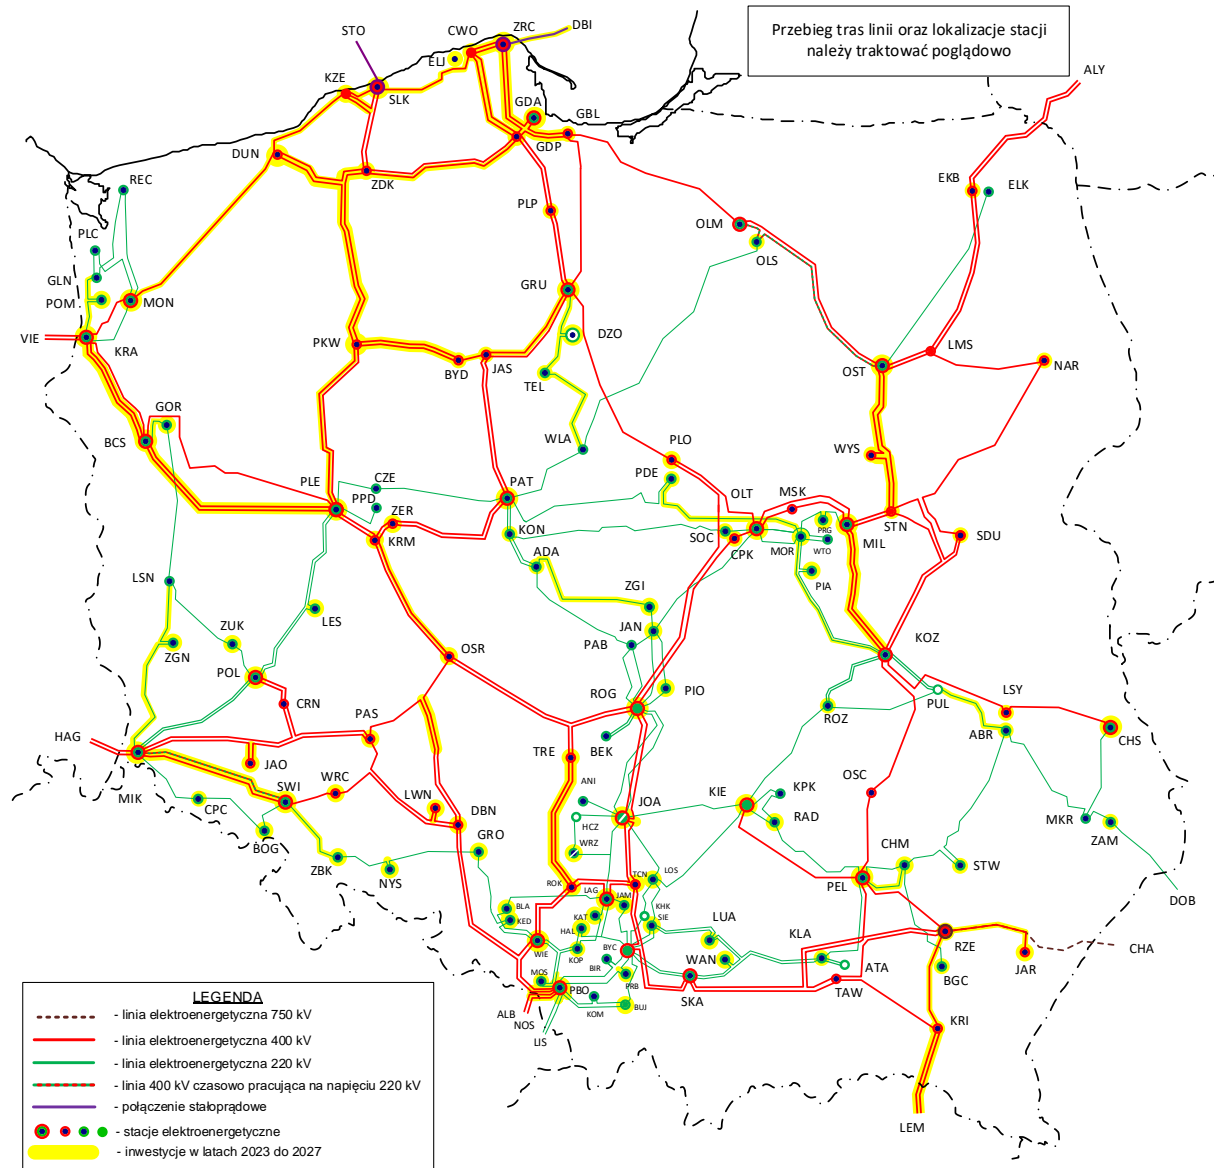 Przebieg tras linii oraz lokalizacje stacji
należy traktować poglądowo
STO
CWO
ZRC
DBI
ELJ
KZE
SLK
GDA
GBL
ALY
GDP
DUN
ZDK
REC
EKB
ELK
PLP
OLM
PLC
OLS
GLN
GRU
POM
MON
DZO
VIE
KRA
PKW
LMS
BYD
JAS
OST
NAR
TEL
GOR
BCS
WLA
WYS
PLO
PDE
PLE
CZE
PAT
OLT
MSK
PPD
ZER
STN
KON
SOC
PRG
MIL
SDU
KRM
CPK
MOR
WTO
ADA
PIA
LSN
ZGI
LES
ZUK
JAN
KOZ
ZGN
PAB
OSR
POL
PIO
PUL
LSY
ROG
CRN
ROZ
ABR
CHS
PAS
HAG
BEK
TRE
JAO
OSC
MIK
SWI
WRC
ANI
KPK
LWN
JOA
KIE
CPC
DBN
HCZ
RAD
MKR
ZAM
BOG
GRO
WRZ
CHM
ZBK
STW
NYS
ROK
TCN
LOS
PEL
LAG
JAM
DOB
BLA
KHK
KAT
KED
SIE
LUA
HAL
KLA
RZE
BYC
CHA
WIE
KOP
WAN
BIR
ATA
JAR
MOS
PRB
BGC
PBO
SKA
TAW
ALB
KOM
BUJ
NOS
KRI
LIS
LEM
LEGENDA
- linia elektroenergetyczna 750 kV
- linia elektroenergetyczna 400 kV
- linia elektroenergetyczna 220 kV
- linia 400 kV czasowo pracująca na napięciu 220 kV
- połączenie stałoprądowe
- stacje elektroenergetyczne
- inwestycje w latach 2023 do 2027